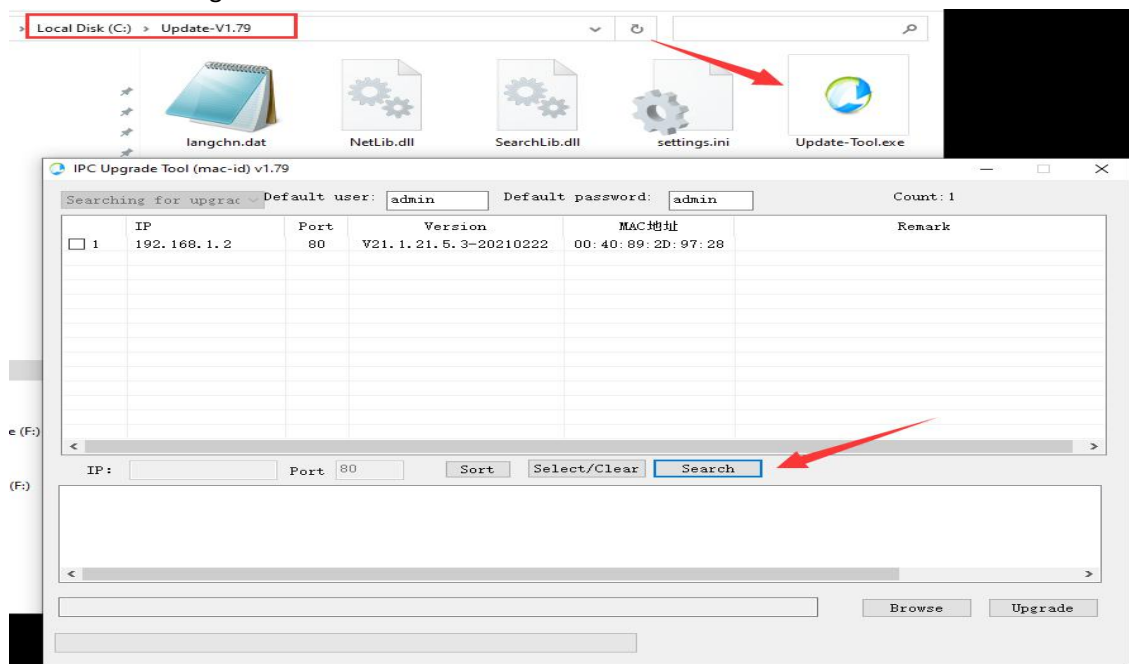 > Local Disk (C:) > Update-V1.79
langchn.dat NetLib.dll SearchLib.dll settings.ini Update-Tool.exe
IPC Upgrade Tool (mac-id) v1.79
Searching for upgrac Default user: admin Default password: admin Count: 1
IP Port Version MAC地址 Remark
1 192.168.1.2 80 V21.1.21.5.3-20210222 00:40:89:2D:97:28
e (F:)
IP: Port 80 Sort Select/Clear Search
(F:)
Browse Upgrade